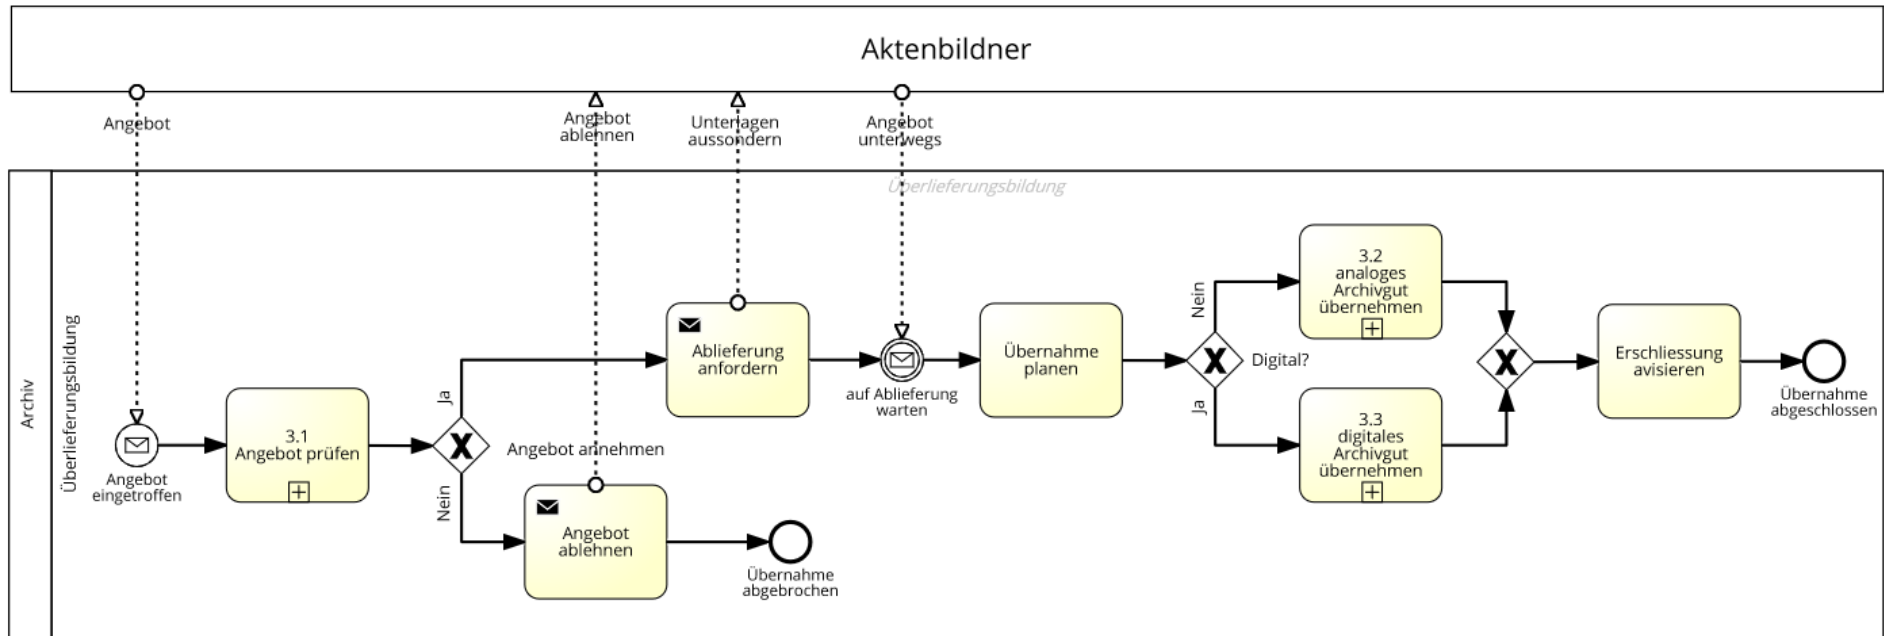 Aktenbildner
Angebot
Angebot
ablennen
Unterlagen
aussondern
Angebot
unterwegs
Archiv
Überlieferungsbildung
Überlieferungsbildung
Angebot
eingetroffen
3.1
Angebot prüfen
Ja
Nein
Angebot annehmen
Angebot
ablehnen
Übernahme
abgebrochen
Ablieferung
anfordern
auf Ablieferung
warten
Übernahme
planen
Digital?
Nein
Ja
3.2
analoges
Archivgut
übernehmen
3.3
digitales
Archivgut
übernehmen
Erschliessung
avisieren
Übernahme
abgeschlossen